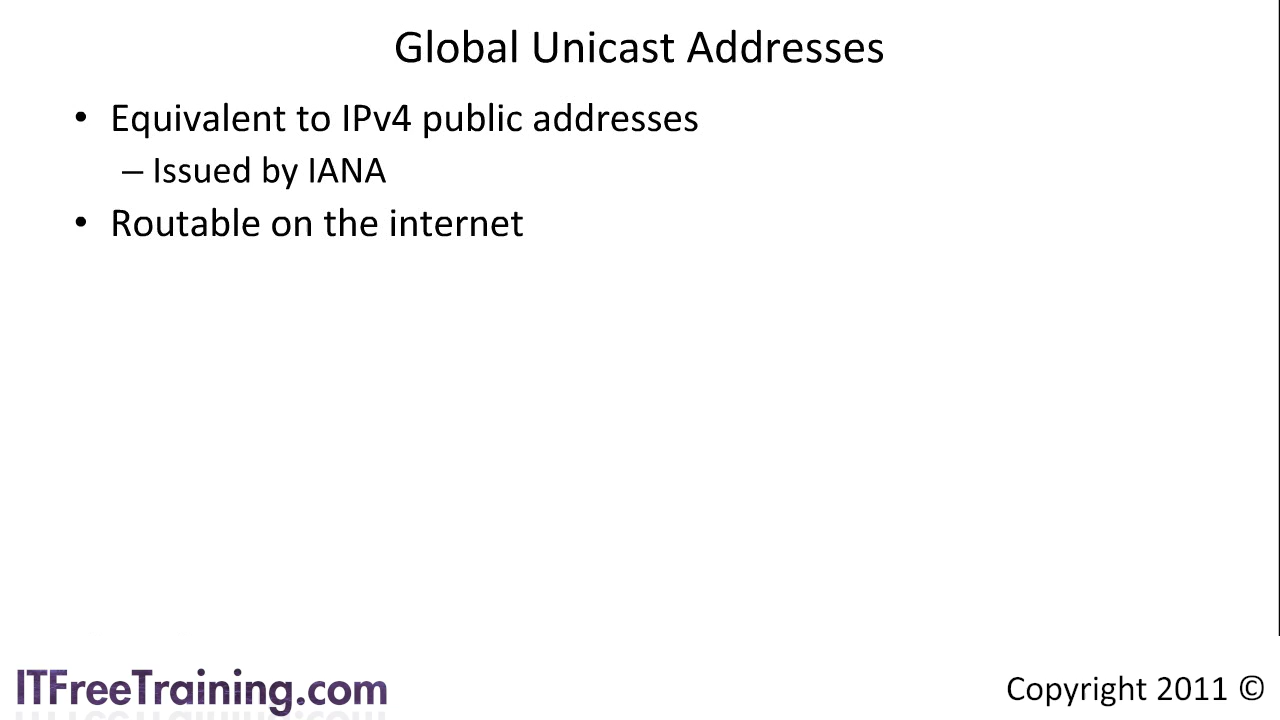 Global Unicast Addresses
• Equivalent to IPv4 public addresses
– Issued by IANA
• Routable on the internet
ITFreeTraining.com
Copyright 2011 ©